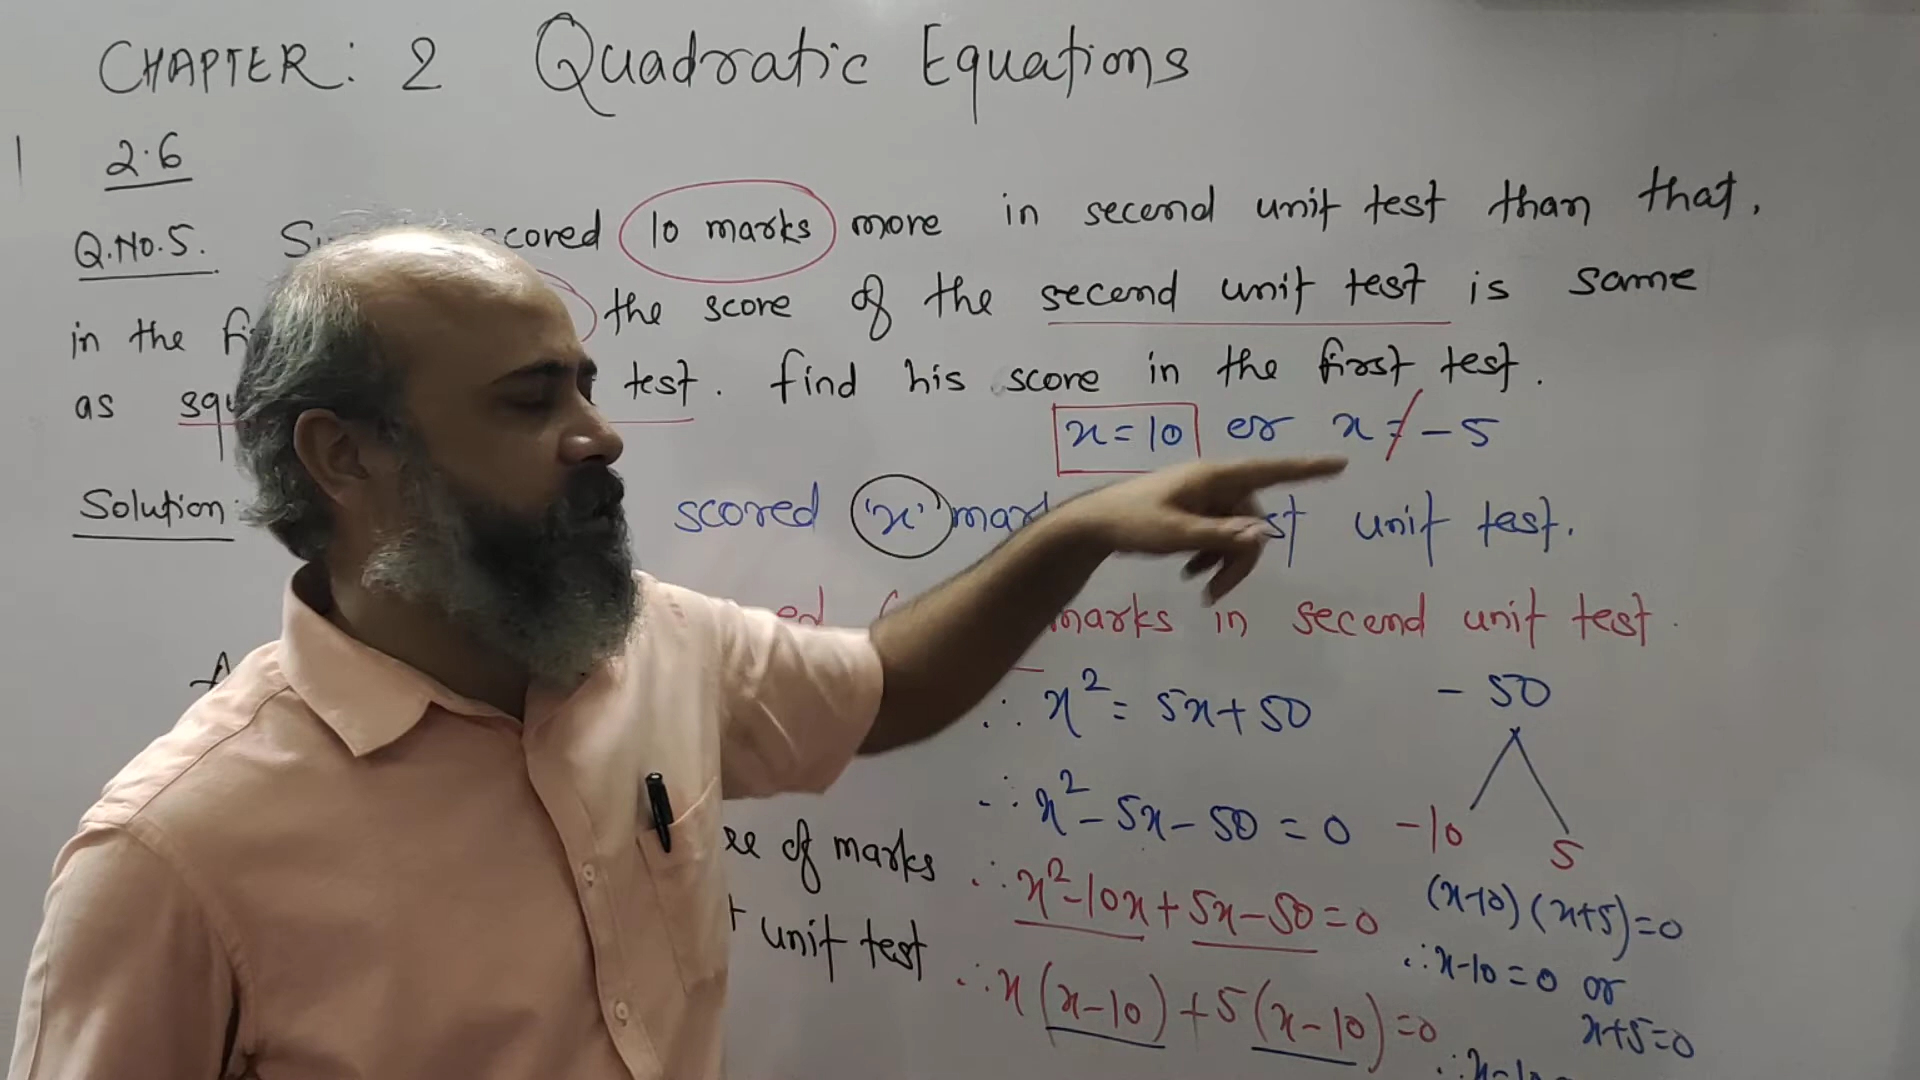 CHAPTER: 2 Quadratic Equations
2.6
Q.No.5. scored 10 marks more in second unit test than that.
in the the score of the second unit test is same
as test. find his score in the first test.
x=10 or x≠-5
Solution: scored 'x' unit test.
marks in second unit test.
∴ x² = 5x+50
- 50
∴ x² - 5x - 50 = 0
-10
5
of marks
∴ x²-10x+5x-50=0
(x-10)(x+5)=0
unit test
∴ x-10=0 or
∴ x(x-10)+5(x-10)=0
x+5=0